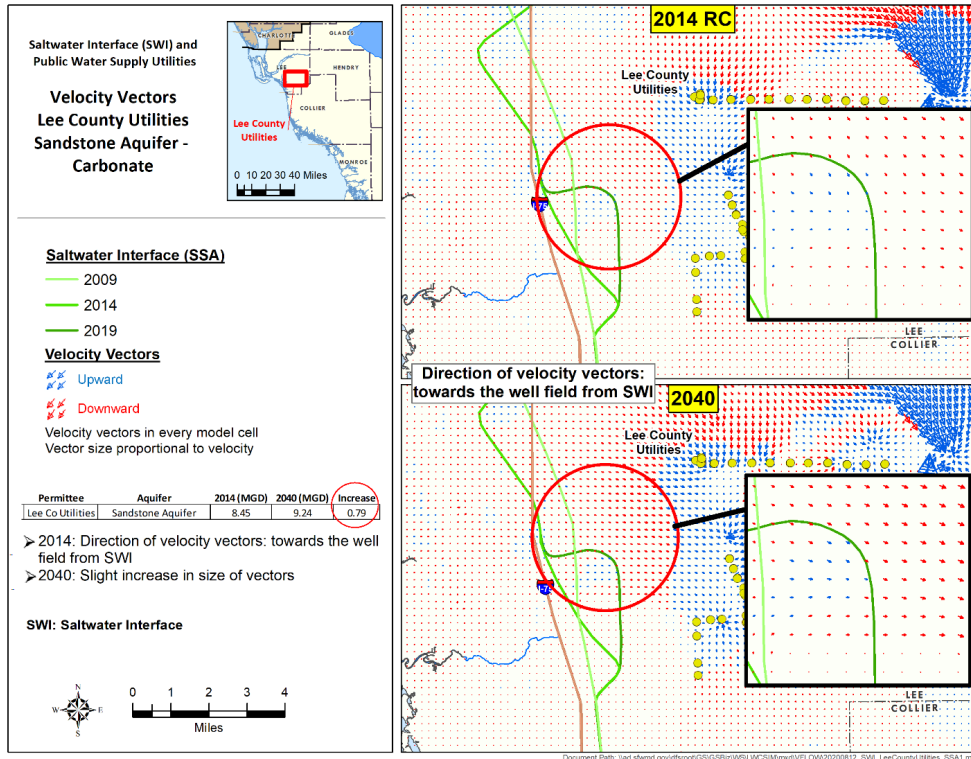 Saltwater Interface (SWI) and
Public Water Supply Utilities
Velocity Vectors
Lee County Utilities
Sandstone Aquifer -
Carbonate
CHARLOTT
GLADES
LEE
HENDRY
COLLIER
Lee County
Utilities
MONROE
0 10 20 30 40 Miles
Saltwater Interface (SSA)
2009
2014
2019
Velocity Vectors
Upward
Downward
Velocity vectors in every model cell
Vector size proportional to velocity
Permittee Aquifer 2014 (MGD) 2040 (MGD) Increase
Lee Co Utilities Sandstone Aquifer 8.45 9.24 0.79
➢ 2014: Direction of velocity vectors: towards the well
field from SWI
➢ 2040: Slight increase in size of vectors
SWI: Saltwater Interface
N
W E
S
0 1 2 3 4
Miles
2014 RC
Lee County
Utilities
LEE
COLLIER
Direction of velocity vectors:
towards the well field from SWI
2040
Lee County
Utilities
LEE
COLLIER